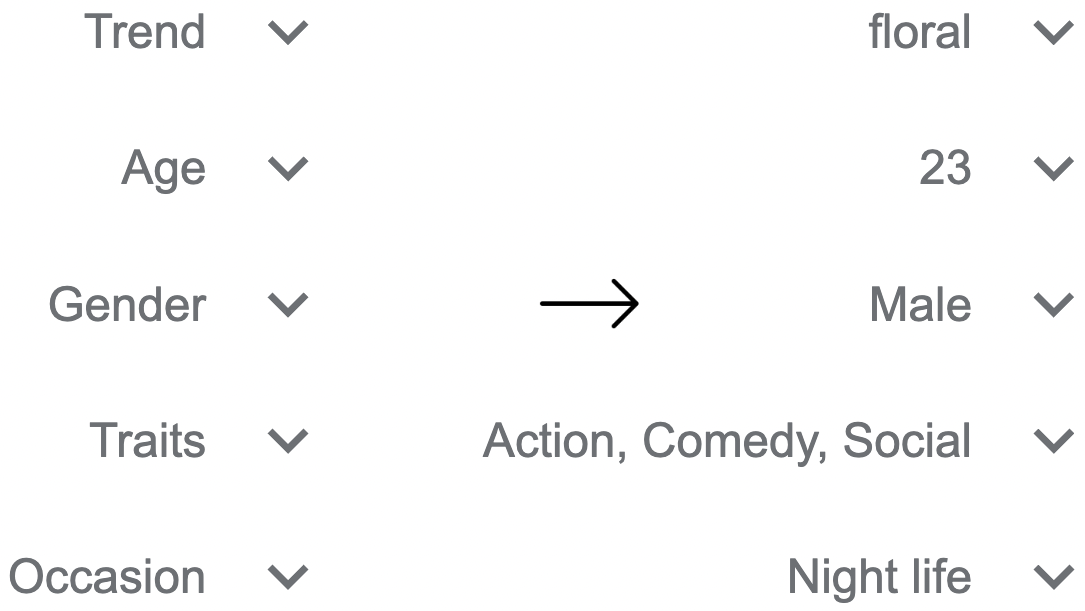 Trend floral
Age 23
Gender Male
Traits Action, Comedy, Social
Occasion Night life